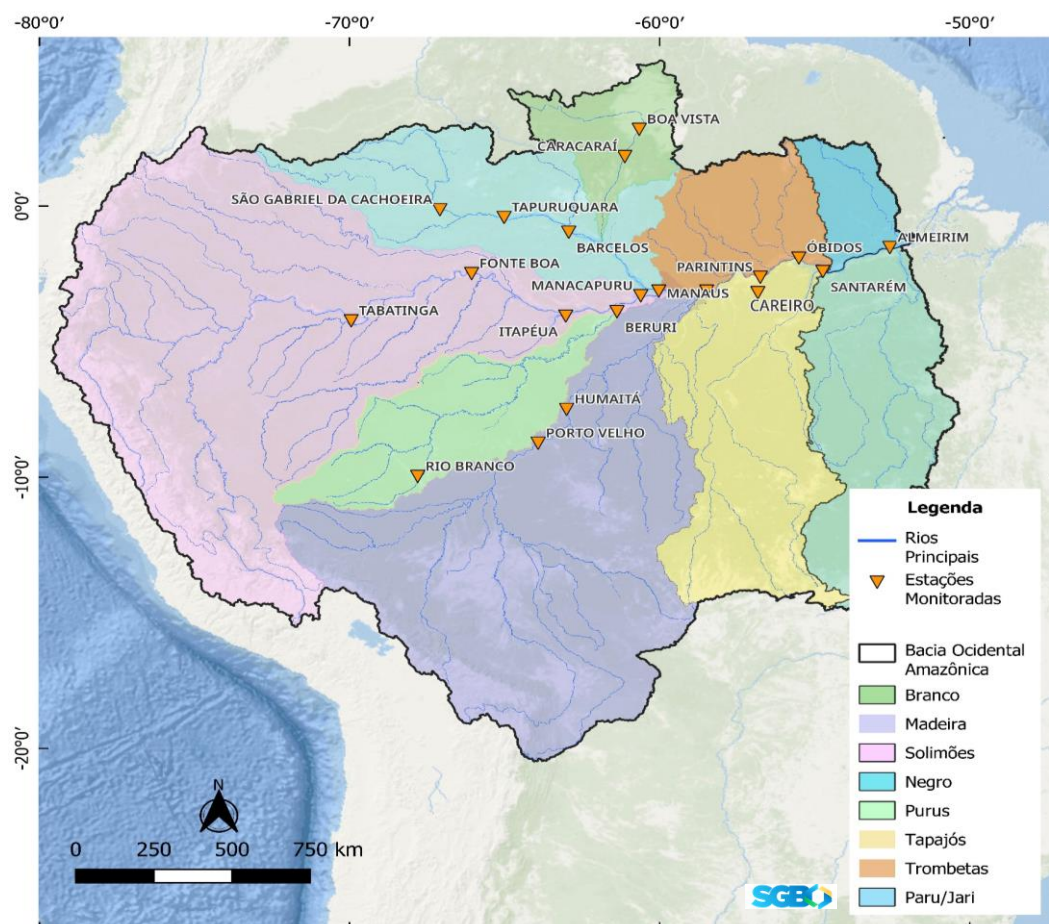 -80°0′
-70°0′
-60°0′
-50°0′
BOA VISTA
CARACARAÍ
0°0′
SÃO GABRIEL DA CACHOEIRA
TAPURUQUARA
BARCELOS
ÓBIDOS
ALMEIRIM
FONTE BOA
PARINTINS
MANACAPURU
MANAUS
SANTARÉM
CAREIRO
TABATINGA
ITAPÉUA
BERURI
HUMAITÁ
PORTO VELHO
RIO BRANCO
-10°0′
-20°0′
Legenda
Rios
Principais
Estações
Monitoradas
Bacia Ocidental
Amazônica
Branco
Madeira
Solimões
Negro
Purus
Tapajós
Trombetas
Paru/Jari
N
0 250 500 750 km
SGB